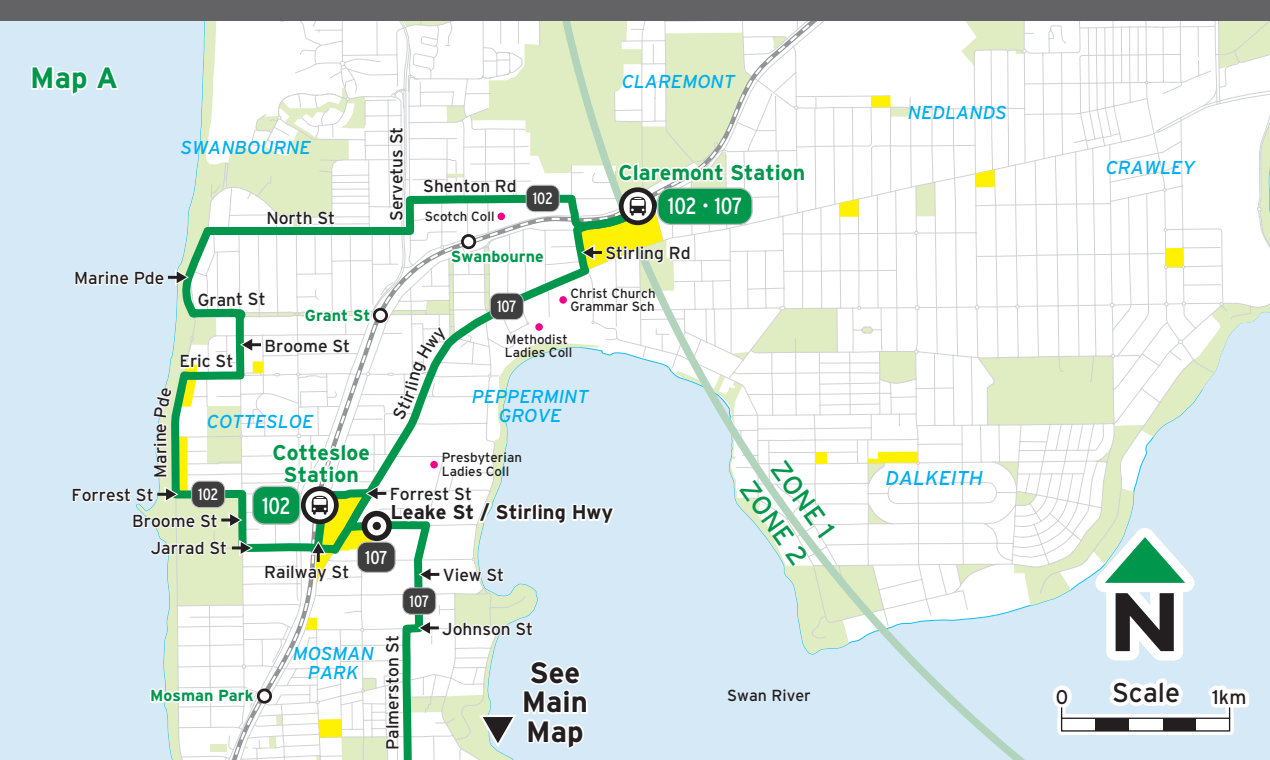 Map A
CLAREMONT
NEDLANDS
SWANBOURNE
CRAWLEY
Servetus St
Claremont Station
102 • 107
Shenton Rd
102
Scotch Coll
North St
Swanbourne
Stirling Rd
Marine Pde
Grant St
Christ Church
Grammar Sch
107
Grant St
Methodist
Ladies Coll
Broome St
Eric St
Stirling Hwy
PEPPERMINT
GROVE
Marine Pde
COTTESLOE
Cottesloe
Station
Presbyterian
Ladies Coll
DALKEITH
ZONE 1
ZONE 2
Forrest St
102
102
Forrest St
Leake St / Stirling Hwy
Broome St
Jarrad St
107
Railway St
View St
107
Johnson St
MOSMAN
PARK
Palmerston St
Mosman Park
See
Main
Map
Swan River
N
0 Scale 1km